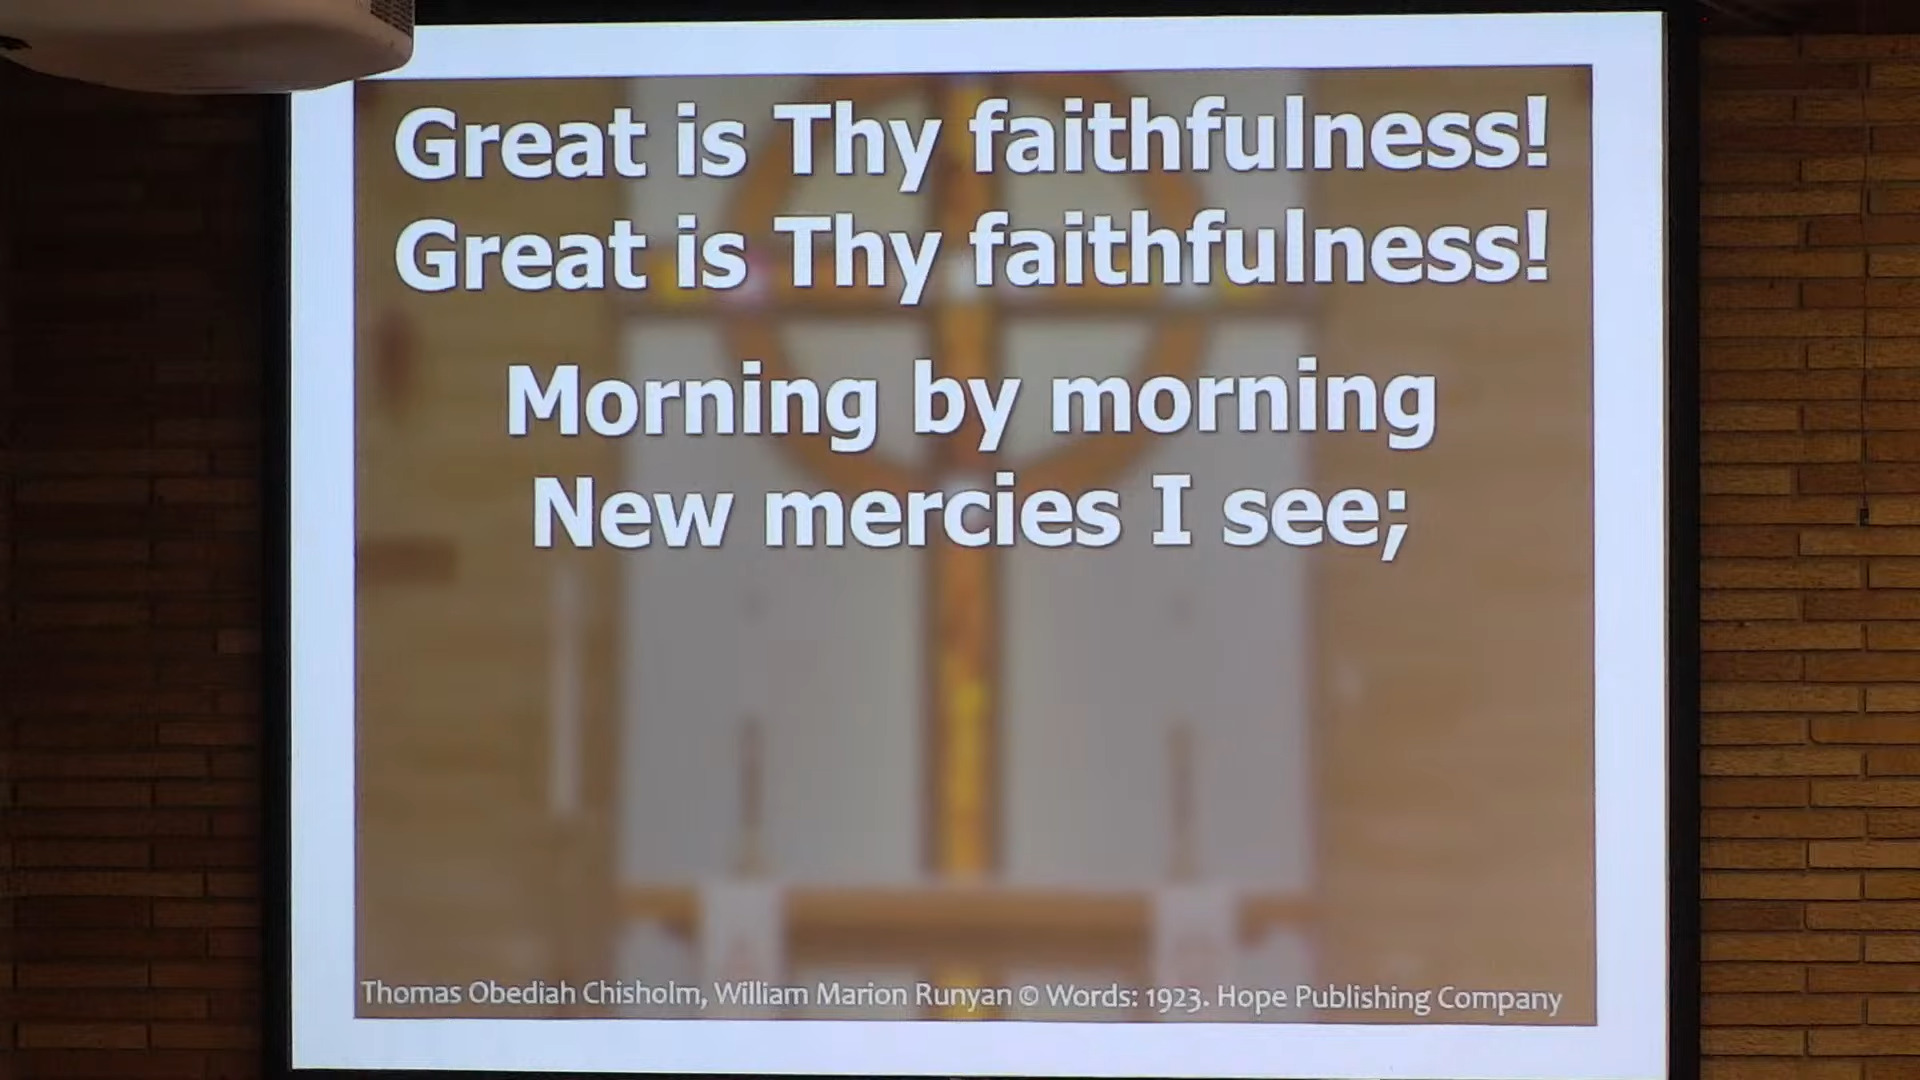 Great is Thy faithfulness!
Great is Thy faithfulness!
Morning by morning
New mercies I see;
Thomas Obediah Chisholm, William Marion Runyan © Words: 1923. Hope Publishing Company